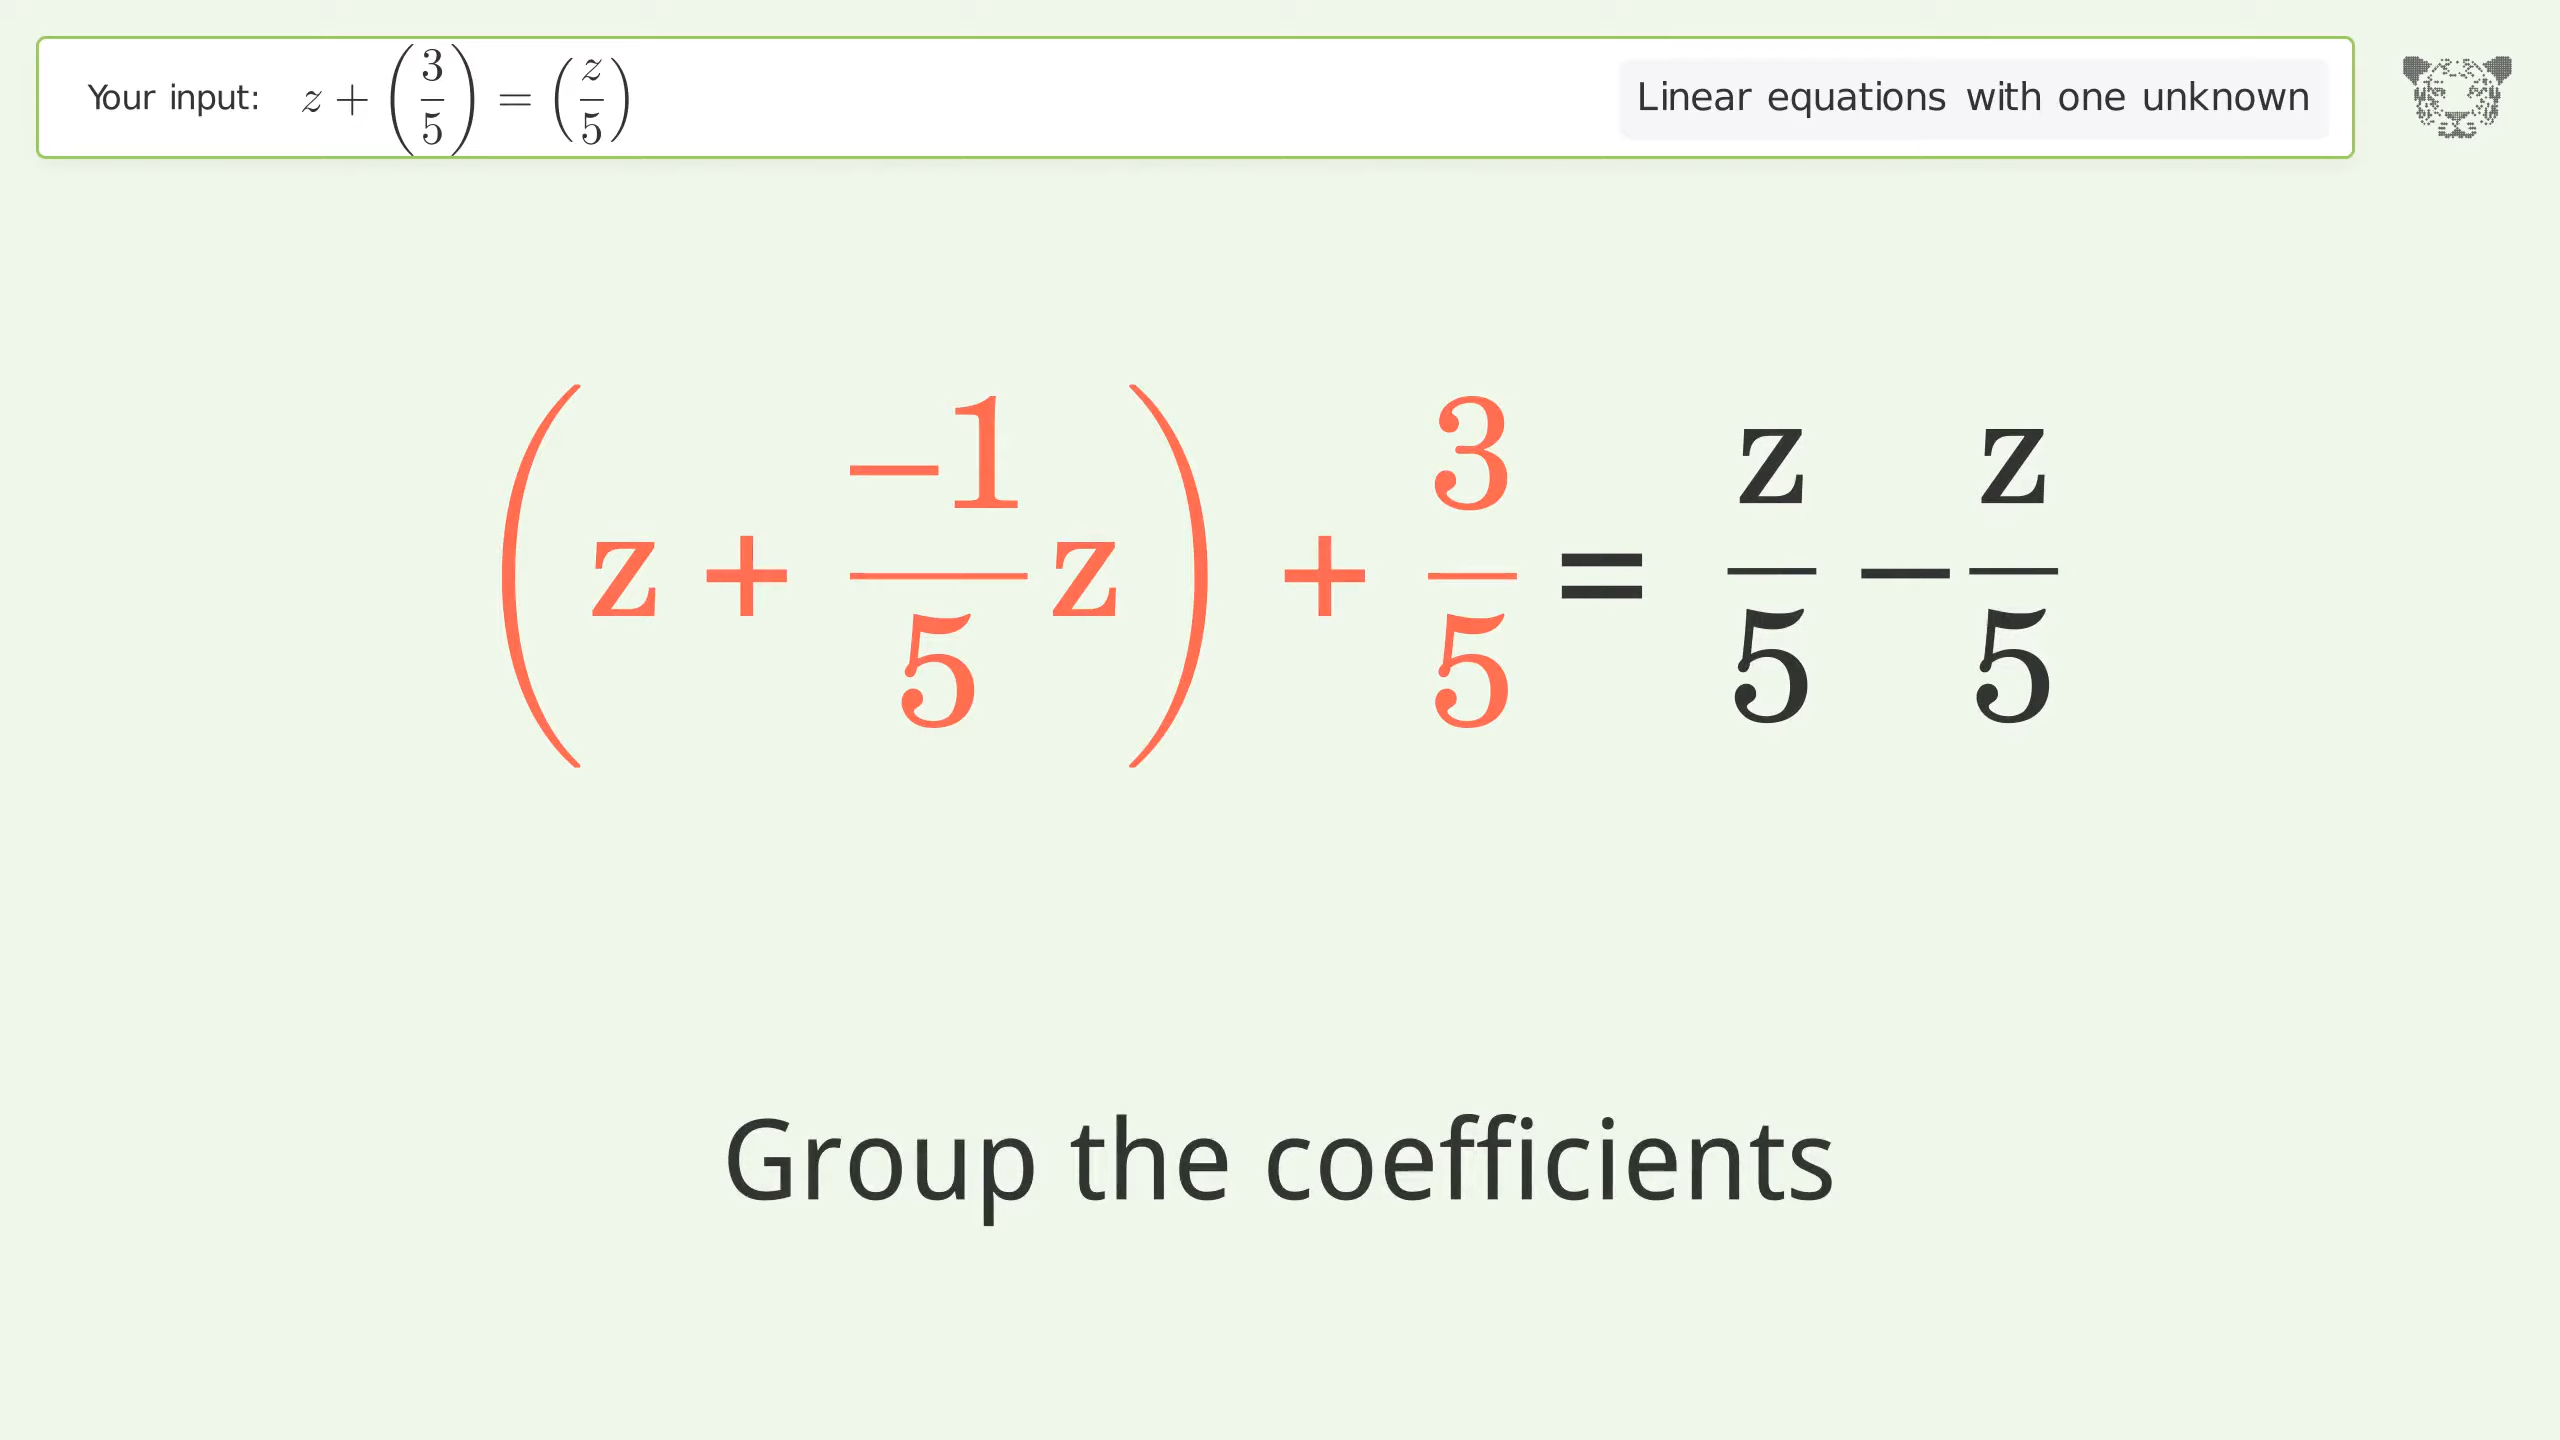 Your input: z + (3/5) = (z/5)
Linear equations with one unknown
(z + -1/5 z) + 3/5 = z/5 - z/5
Group the coefficients